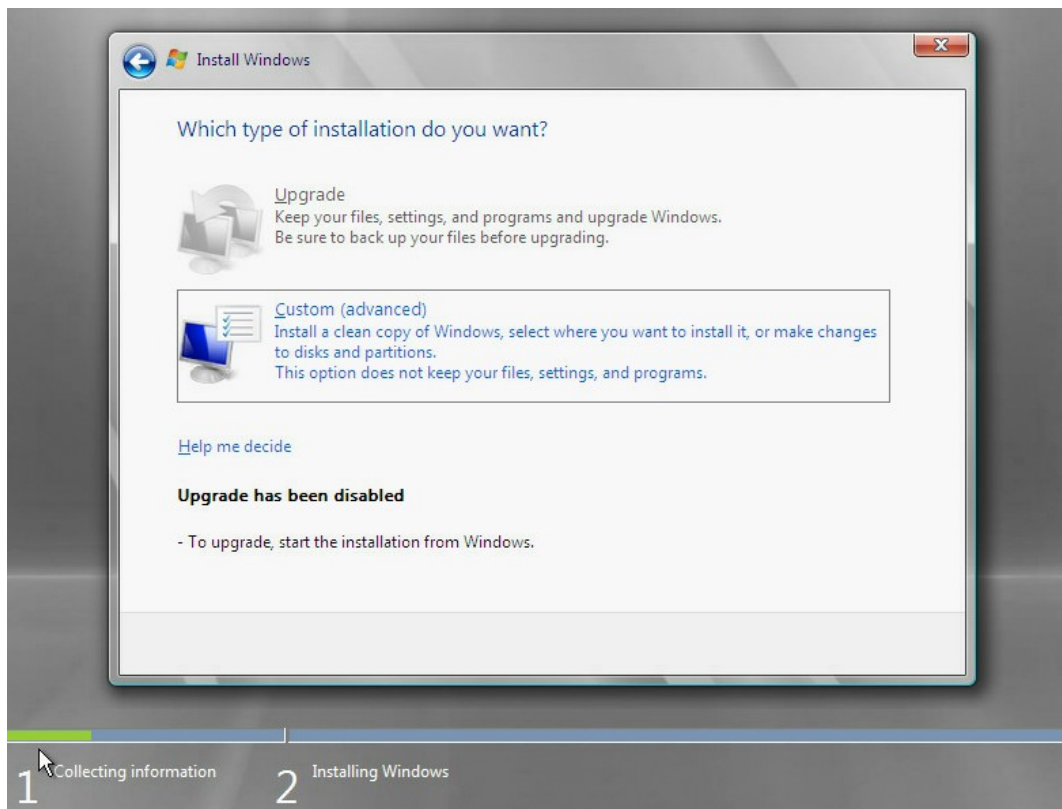 Install Windows
Which type of installation do you want?
Upgrade
Keep your files, settings, and programs and upgrade Windows.
Be sure to back up your files before upgrading.
Custom (advanced)
Install a clean copy of Windows, select where you want to install it, or make changes
to disks and partitions.
This option does not keep your files, settings, and programs.
Help me decide
Upgrade has been disabled
- To upgrade, start the installation from Windows.
1 Collecting information
2 Installing Windows